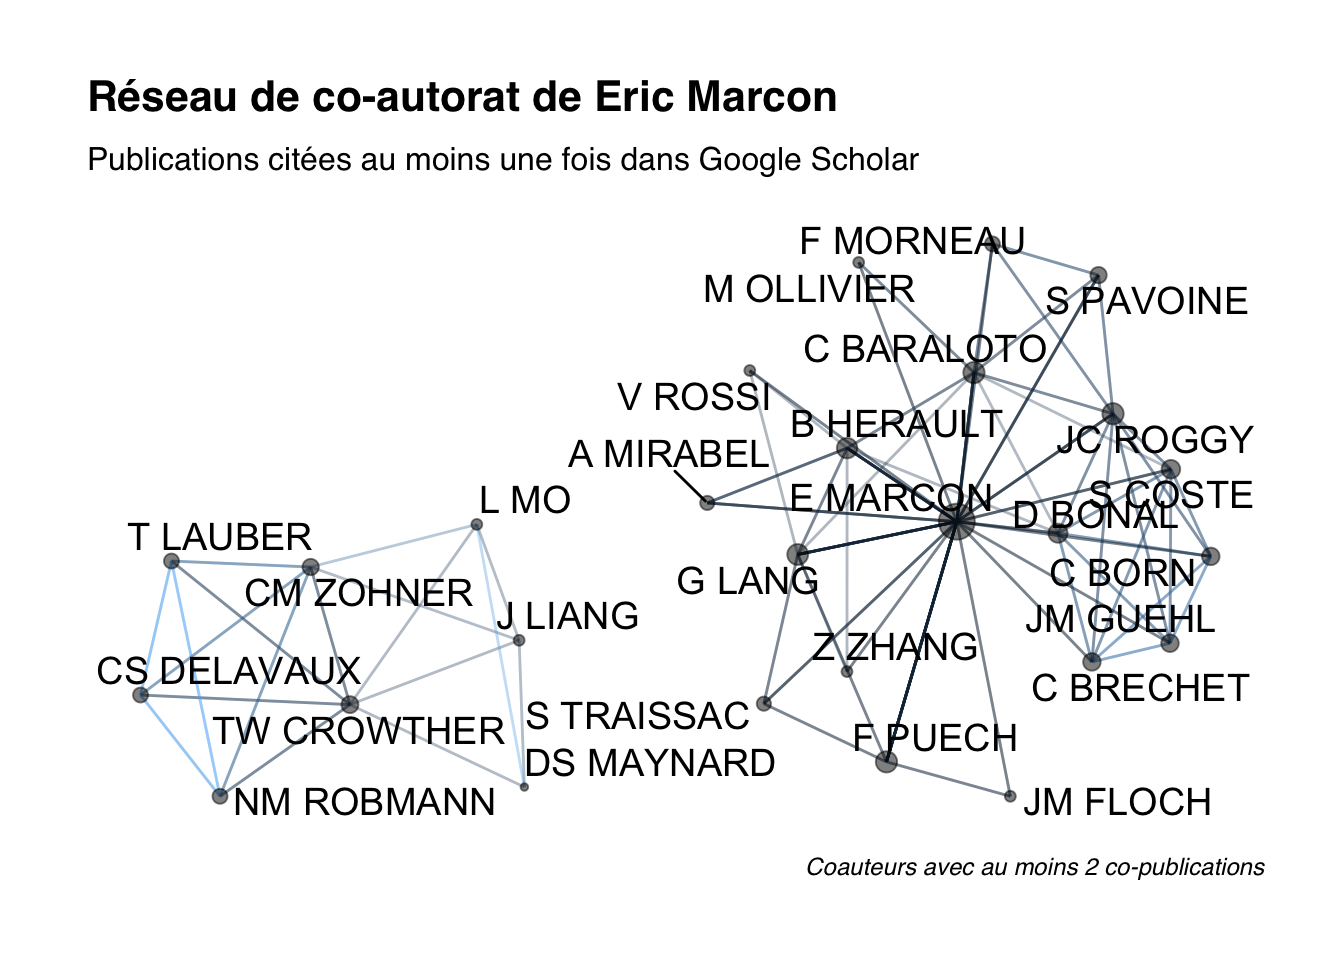 Réseau de co-autorat de Eric Marcon
Publications citées au moins une fois dans Google Scholar
F MORNEAU
M OLLIVIER
S PAVOINE
C BARALOTO
V ROSSI
B HERAULT
JC ROGGY
A MIRABEL
L MO
E MARCON
S COSTE
D BONAL
T LAUBER
CM ZOHNER
G LANG
C BORN
J LIANG
JM GUEHL
Z ZHANG
CS DELAVAUX
C BRECHET
TW CROWTHER
S TRAISSAC
F PUECH
DS MAYNARD
NM ROBMANN
JM FLOCH
Coauteurs avec au moins 2 co-publications